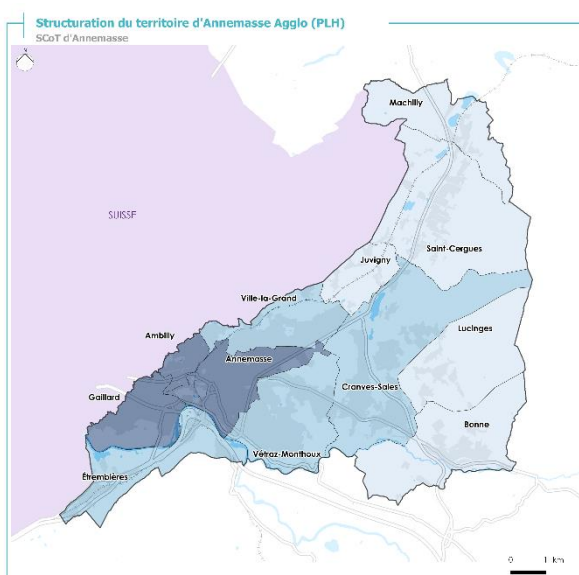 Structuration du territoire d'Annemasse Agglo (PLH)
SCoT d'Annemasse
N
Machilly
SUISSE
Saint-Cergues
Juvigny
Ville-la-Grand
Lucinges
Ambilly
Annemasse
Gaillard
Cranves-Sales
Bonne
Vétraz-Monthoux
Étrembières
0 1 km